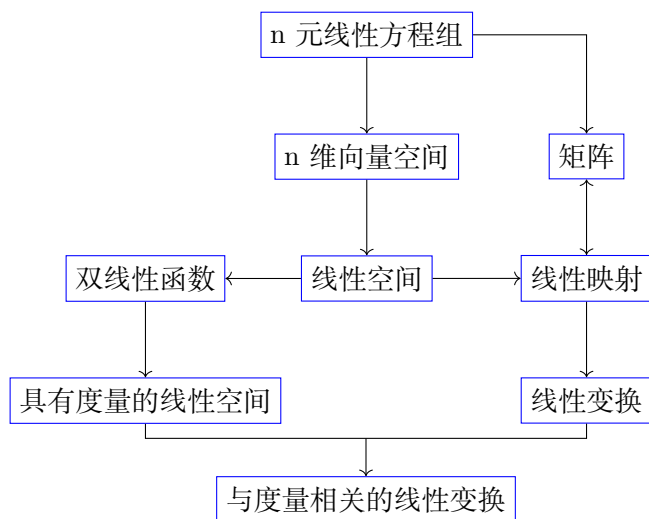 n 元线性方程组
n 维向量空间
矩阵
双线性函数
线性空间
线性映射
具有度量的线性空间
线性变换
与度量相关的线性变换